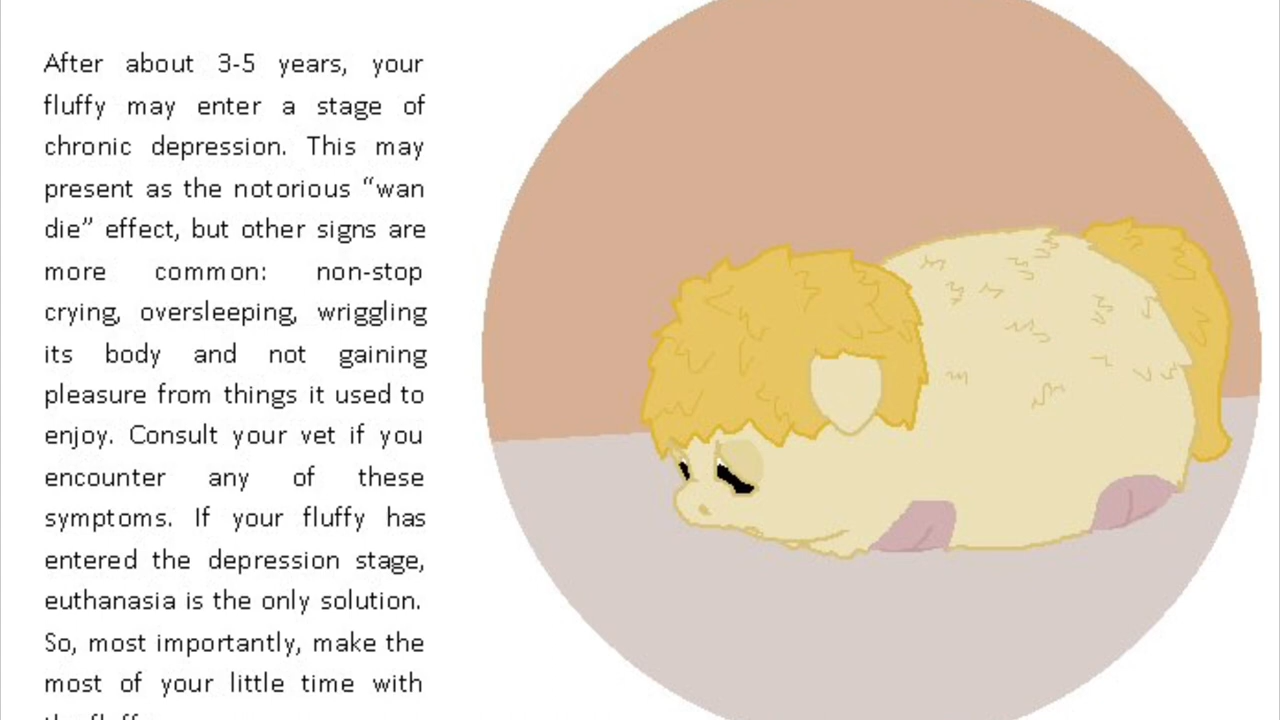 After about 3-5 years, your
fluffy may enter a stage of
chronic depression. This may
present as the notorious “wan
die” effect, but other signs are
more common: non-stop
crying, oversleeping, wriggling
its body and not gaining
pleasure from things it used to
enjoy. Consult your vet if you
encounter any of these
symptoms. If your fluffy has
entered the depression stage,
euthanasia is the only solution.
So, most importantly, make the
most of your little time with